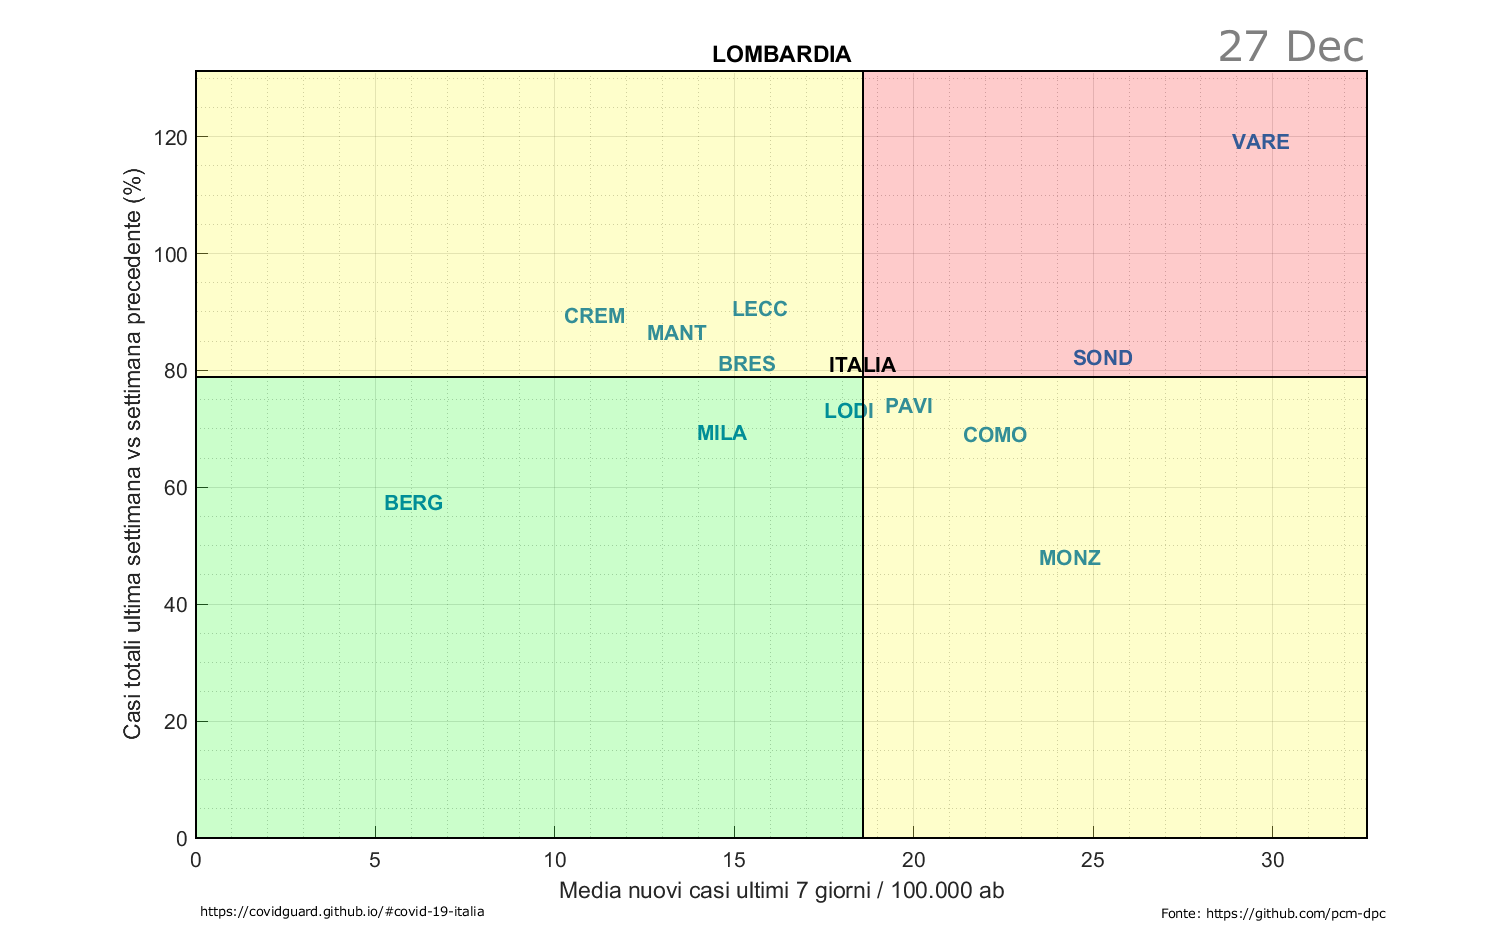 27 Dec
LOMBARDIA
Casi totali ultima settimana vs settimana precedente (%)
120
100
80
60
40
20
0
VARE
LECC
CREM
MANT
BRES
ITALIA
SOND
LODI
PAVI
MILA
COMO
BERG
MONZ
0 5 10 15 20 25 30
Media nuovi casi ultimi 7 giorni / 100.000 ab
https://covidguard.github.io/#covid-19-italia
Fonte: https://github.com/pcm-dpc